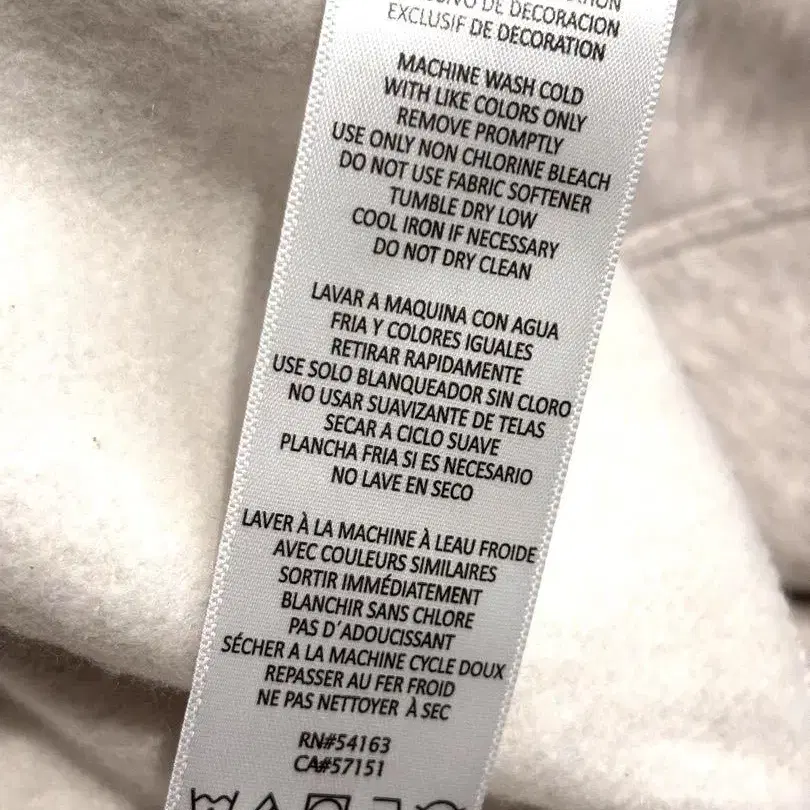 DE DECORACION
EXCLUSIF DE DÉCORATION
MACHINE WASH COLD
WITH LIKE COLORS ONLY
REMOVE PROMPTLY
USE ONLY NON CHLORINE BLEACH
DO NOT USE FABRIC SOFTENER
TUMBLE DRY LOW
COOL IRON IF NECESSARY
DO NOT DRY CLEAN
LAVAR A MAQUINA CON AGUA
FRIA Y COLORES IGUALES
RETIRAR RAPIDAMENTE
USE SOLO BLANQUEADOR SIN CLORO
NO USAR SUAVIZANTE DE TELAS
SECAR A CICLO SUAVE
PLANCHA FRIA SI ES NECESARIO
NO LAVE EN SECO
LAVER À LA MACHINE À LEAU FROIDE
AVEC COULEURS SIMILAIRES
SORTIR IMMÉDIATEMENT
BLANCHIR SANS CHLORE
PAS D'ADOUCISSANT
SÉCHER A LA MACHINE CYCLE DOUX
REPASSER AU FER FROID
NE PAS NETTOYER À SEC
RN#54163
CA#57151